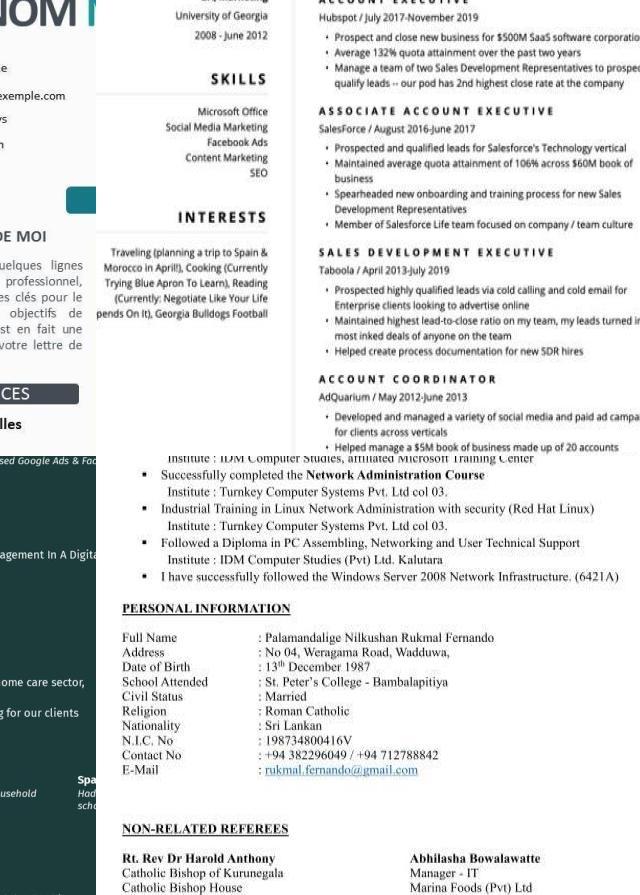 NOM
exemple.com
DE MOI
uelques lignes
professionnel,
es clés pour le
objectifs de
st en fait une
votre lettre de
CES
lles
University of Georgia
2008 - June 2012
SKILLS
Microsoft Office
Social Media Marketing
Facebook Ads
Content Marketing
SEO
INTERESTS
Traveling (planning a trip to Spain &
Morocco in April!), Cooking (Currently
Trying Blue Apron To Learn), Reading
(Currently: Negotiate Like Your Life
pends On It), Georgia Bulldogs Football
ACCOUNT EXECUTIVE
Hubspot / July 2017-November 2019
• Prospect and close new business for $500M SaaS software corporatio
• Average 132% quota attainment over the past two years
• Manage a team of two Sales Development Representatives to prospec
qualify leads -- our pod has 2nd highest close rate at the company
ASSOCIATE ACCOUNT EXECUTIVE
SalesForce / August 2016-June 2017
• Prospected and qualified leads for Salesforce's Technology vertical
• Maintained average quota attainment of 106% across $60M book of
business
• Spearheaded new onboarding and training process for new Sales
Development Representatives
• Member of Salesforce Life team focused on company / team culture
SALES DEVELOPMENT EXECUTIVE
Taboola / April 2013-July 2019
• Prospected highly qualified leads via cold calling and cold email for
Enterprise clients looking to advertise online
• Maintained highest lead-to-close ratio on my team, my leads turned in
most inked deals of anyone on the team
• Helped create process documentation for new SDR hires
ACCOUNT COORDINATOR
AdQuarium / May 2012-June 2013
• Developed and managed a variety of social media and paid ad campa
for clients across verticals
• Helped manage a $5M book of business made up of 20 accounts
sed Google Ads & Fac
agement In A Digita
ome care sector,
g for our clients
Spa
usehold
Had
scho
Institute : IDM Computer Studies, affiliated Microsoft Training Center
▪ Successfully completed the Network Administration Course
Institute : Turnkey Computer Systems Pvt. Ltd col 03.
▪ Industrial Training in Linux Network Administration with security (Red Hat Linux)
Institute : Turnkey Computer Systems Pvt. Ltd col 03.
▪ Followed a Diploma in PC Assembling, Networking and User Technical Support
Institute : IDM Computer Studies (Pvt) Ltd. Kalutara
▪ I have successfully followed the Windows Server 2008 Network Infrastructure. (6421A)
PERSONAL INFORMATION
Full Name : Palamandalige Nilkushan Rukmal Fernando
Address : No 04, Weragama Road, Wadduwa,
Date of Birth : 13th December 1987
School Attended : St. Peter's College - Bambalapitiya
Civil Status : Married
Religion : Roman Catholic
Nationality : Sri Lankan
N.I.C. No : 198734800416V
Contact No : +94 382296049 / +94 712788842
E-Mail : rukmal.fernando@gmail.com
NON-RELATED REFEREES
Rt. Rev Dr Harold Anthony
Catholic Bishop of Kurunegala
Catholic Bishop House
Abhilasha Bowalawatte
Manager - IT
Marina Foods (Pvt) Ltd